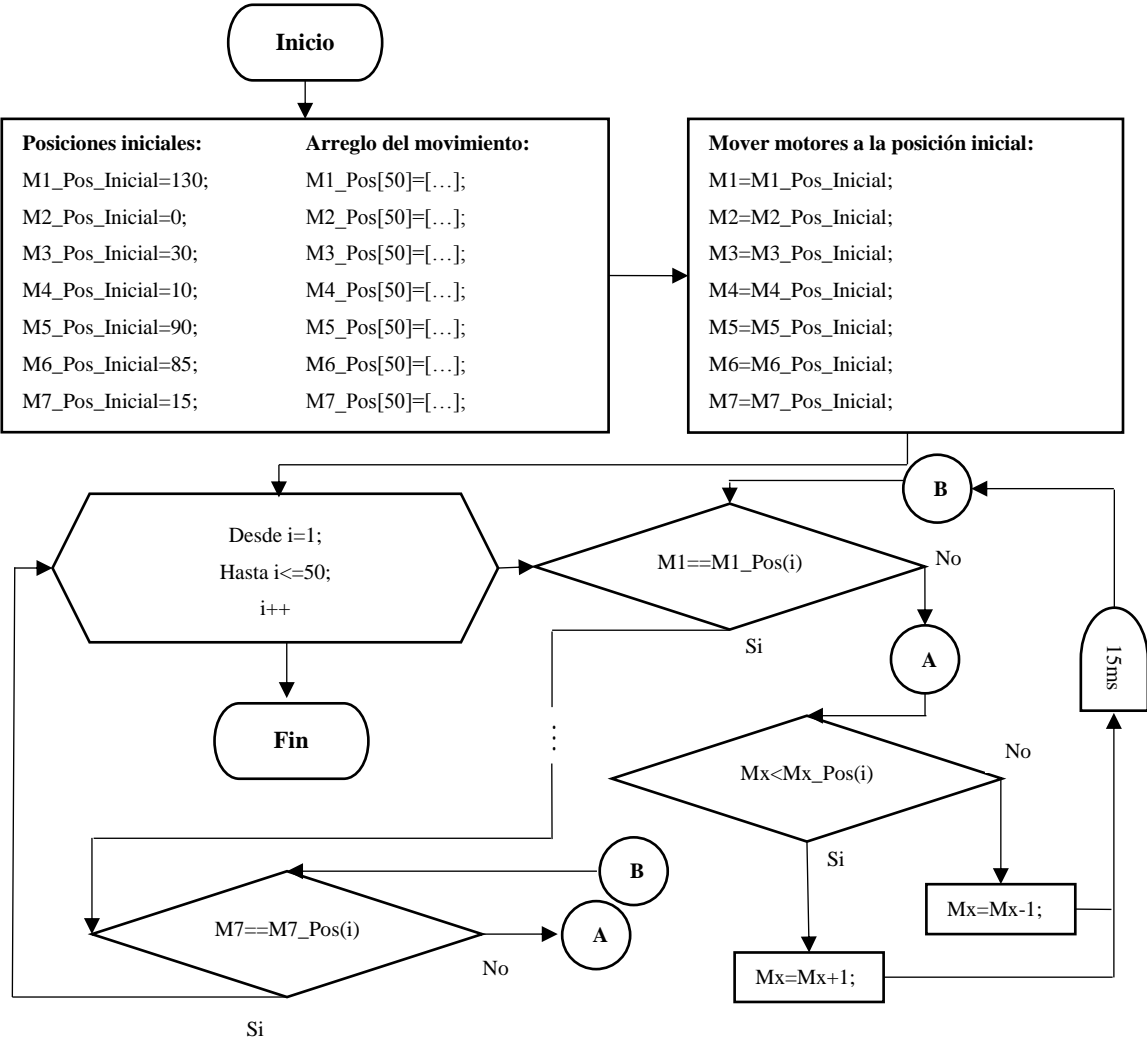 Inicio
Posiciones iniciales:
M1_Pos_Inicial=130;
M2_Pos_Inicial=0;
M3_Pos_Inicial=30;
M4_Pos_Inicial=10;
M5_Pos_Inicial=90;
M6_Pos_Inicial=85;
M7_Pos_Inicial=15;
Arreglo del movimiento:
M1_Pos[50]=[…];
M2_Pos[50]=[…];
M3_Pos[50]=[…];
M4_Pos[50]=[…];
M5_Pos[50]=[…];
M6_Pos[50]=[…];
M7_Pos[50]=[…];
Mover motores a la posición inicial:
M1=M1_Pos_Inicial;
M2=M2_Pos_Inicial;
M3=M3_Pos_Inicial;
M4=M4_Pos_Inicial;
M5=M5_Pos_Inicial;
M6=M6_Pos_Inicial;
M7=M7_Pos_Inicial;
Desde i=1;
Hasta i<=50;
i++
Fin
B
M1==M1_Pos(i)
No
Si
A
15ms
Mx<Mx_Pos(i)
No
Si
Mx=Mx-1;
Mx=Mx+1;
…
B
M7==M7_Pos(i)
A
No
Si